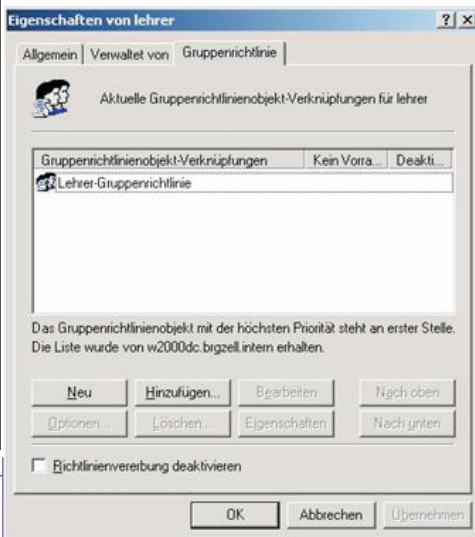 Eigenschaften von lehrer
Allgemein Verwaltet von Gruppenrichtlinie
Aktuelle Gruppenrichtlinienobjekt-Verknüpfungen für lehrer
Gruppenrichtlinienobjekt-Verknüpfungen Kein Vorra... Deakti...
Lehrer-Gruppenrichtlinie
Das Gruppenrichtlinienobjekt mit der höchsten Priorität steht an erster Stelle.
Die Liste wurde von w2000dc.brgzell.intern erhalten.
Neu Hinzufügen... Bearbeiten Nach oben
Optionen... Löschen... Eigenschaften Nach unten
Richtlinienvererbung deaktivieren
OK Abbrechen Übernehmen